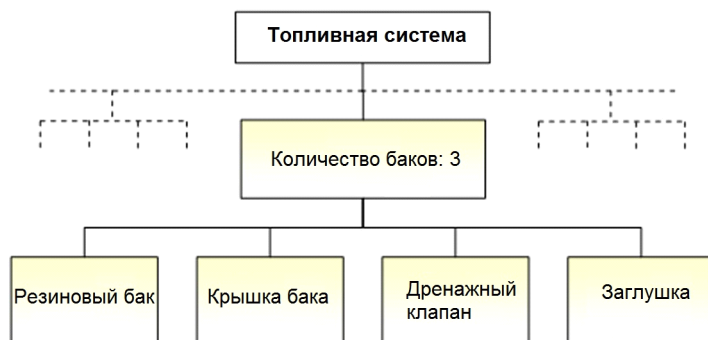 Топливная система
Количество баков: 3
Резиновый бак
Крышка бака
Дренажный
клапан
Заглушка